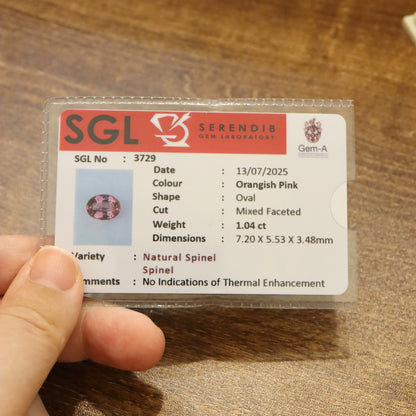 SGL SERENDIB
GEM LABORATORY
Gem-A
SGL No : 3729
Date : 13/07/2025
Colour : Orangish Pink
Shape : Oval
Cut : Mixed Faceted
Weight : 1.04 ct
Dimensions : 7.20 X 5.53 X 3.48mm
Variety : Natural Spinel
Spinel
omments : No Indications of Thermal Enhancement